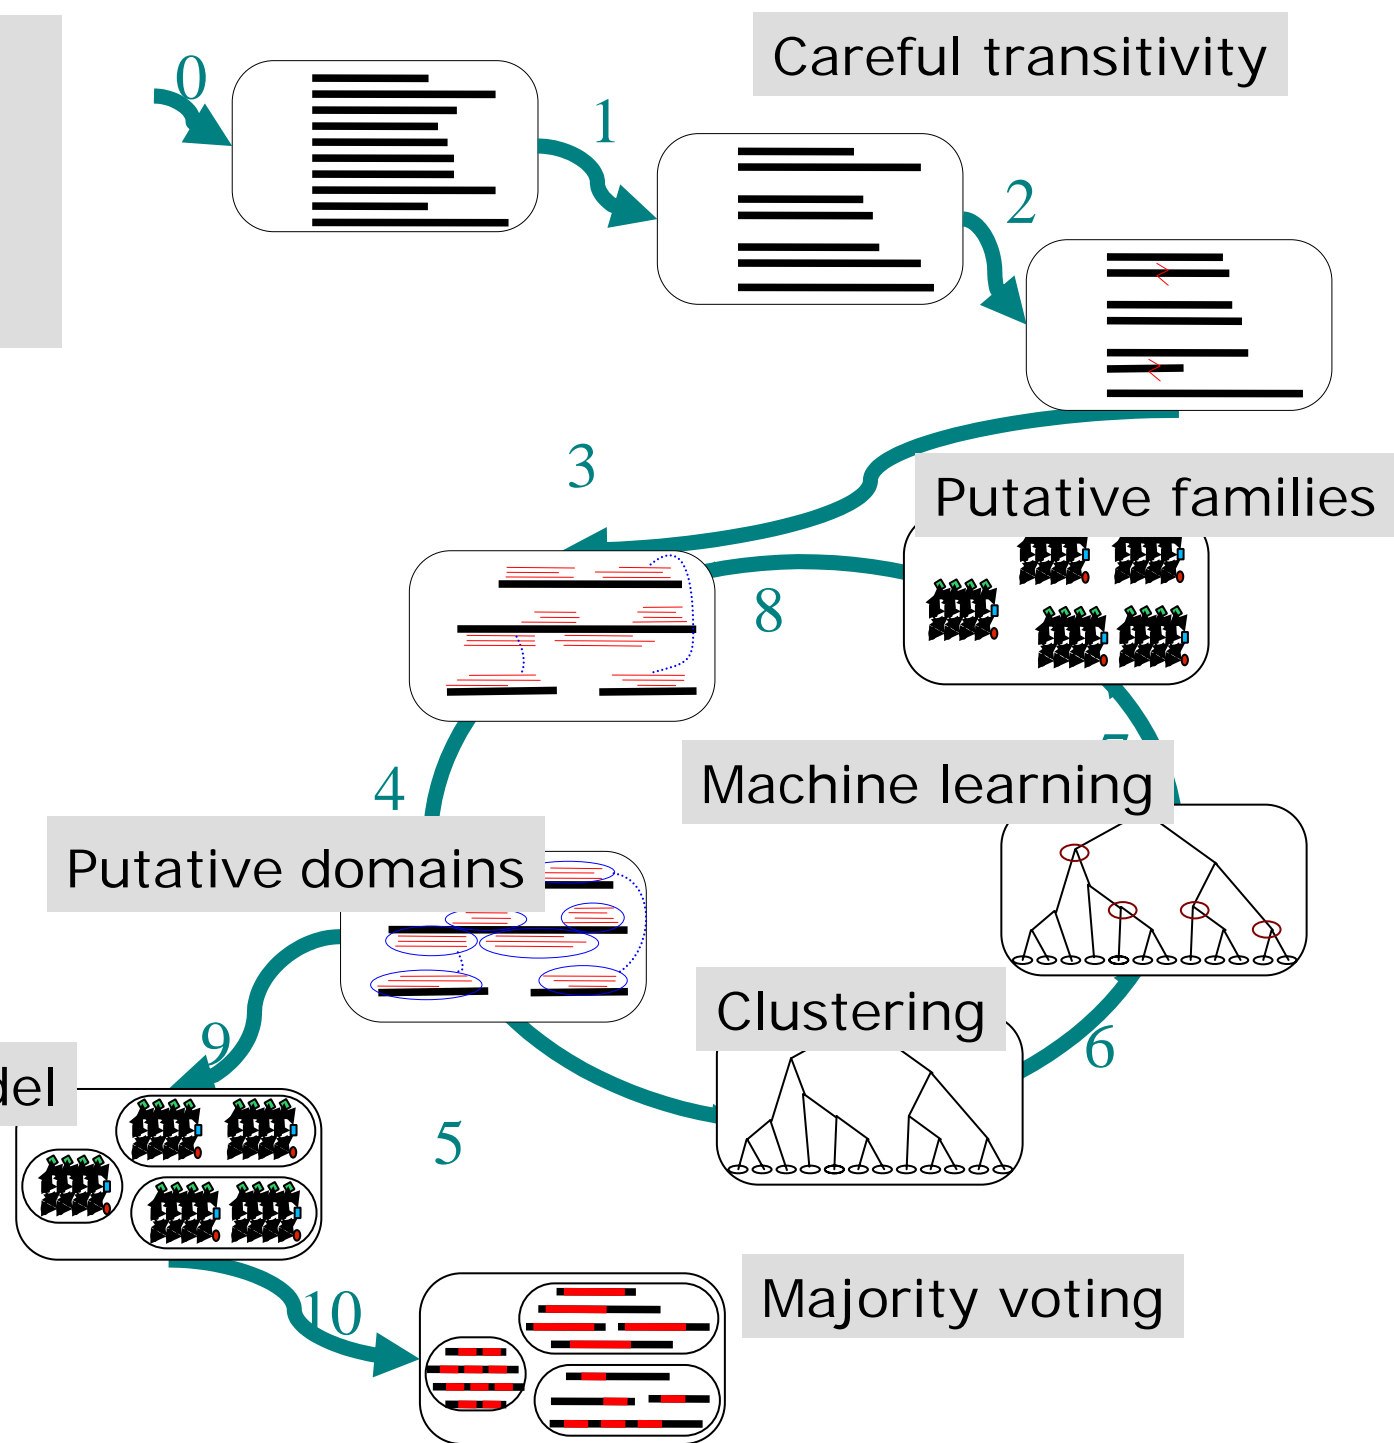 0
Careful transitivity
1
2
3
Putative families
8
7
Machine learning
4
Putative domains
Clustering
9
6
del
5
10
Majority voting